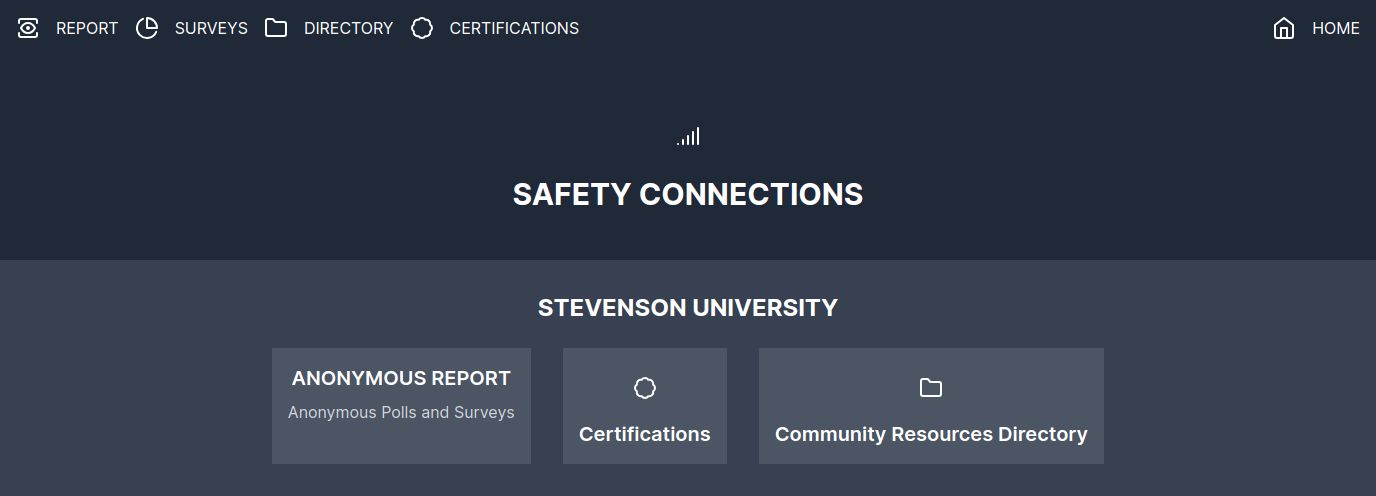 REPORT SURVEYS DIRECTORY CERTIFICATIONS HOME
SAFETY CONNECTIONS
STEVENSON UNIVERSITY
ANONYMOUS REPORT
Anonymous Polls and Surveys
Certifications
Community Resources Directory